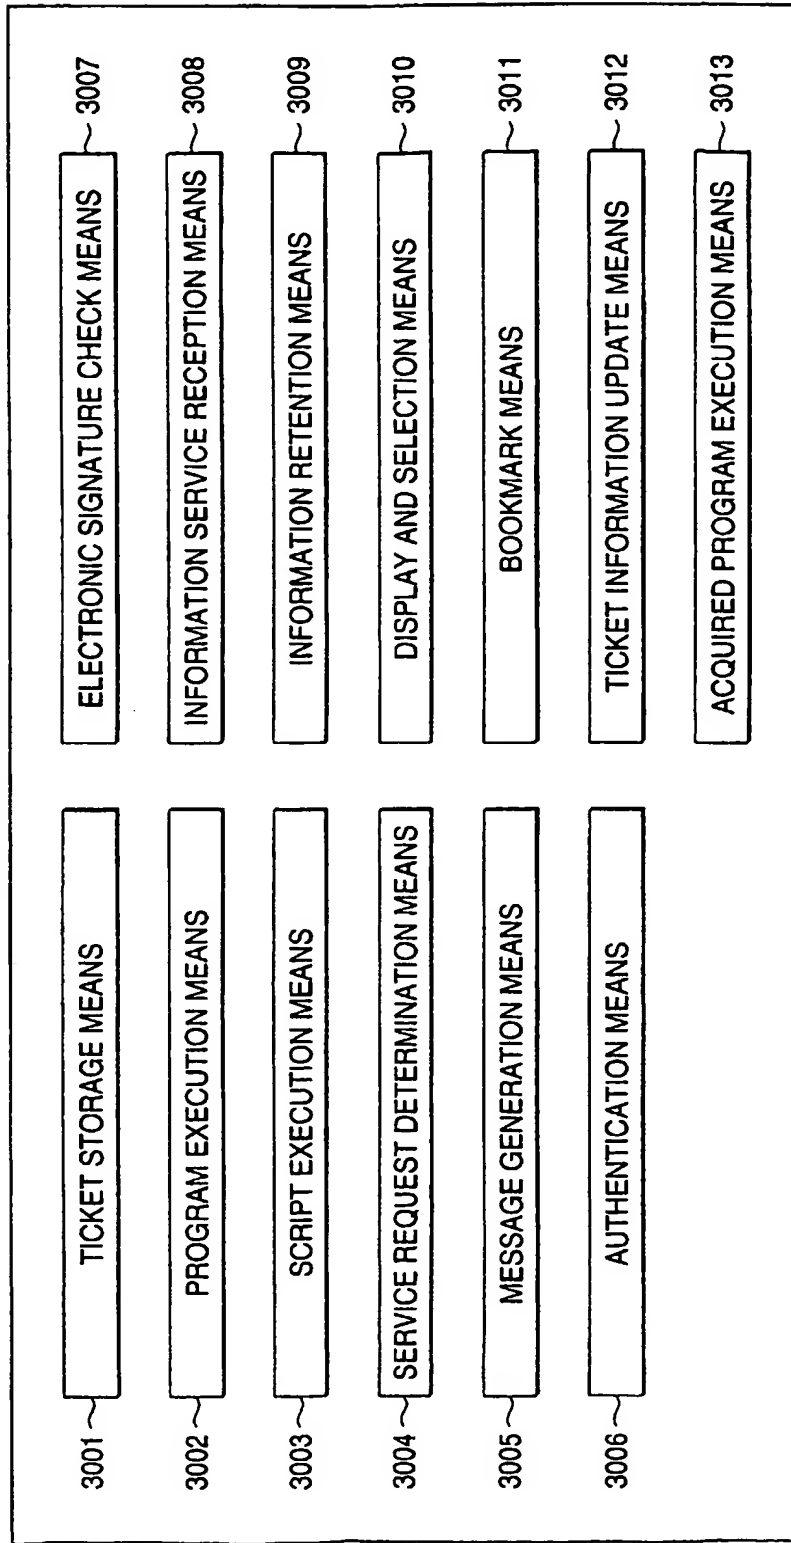 3001 TICKET STORAGE MEANS
3002 PROGRAM EXECUTION MEANS
3003 SCRIPT EXECUTION MEANS
3004 SERVICE REQUEST DETERMINATION MEANS
3005 MESSAGE GENERATION MEANS
3006 AUTHENTICATION MEANS
ELECTRONIC SIGNATURE CHECK MEANS 3007
INFORMATION SERVICE RECEPTION MEANS 3008
INFORMATION RETENTION MEANS 3009
DISPLAY AND SELECTION MEANS 3010
BOOKMARK MEANS 3011
TICKET INFORMATION UPDATE MEANS 3012
ACQUIRED PROGRAM EXECUTION MEANS 3013